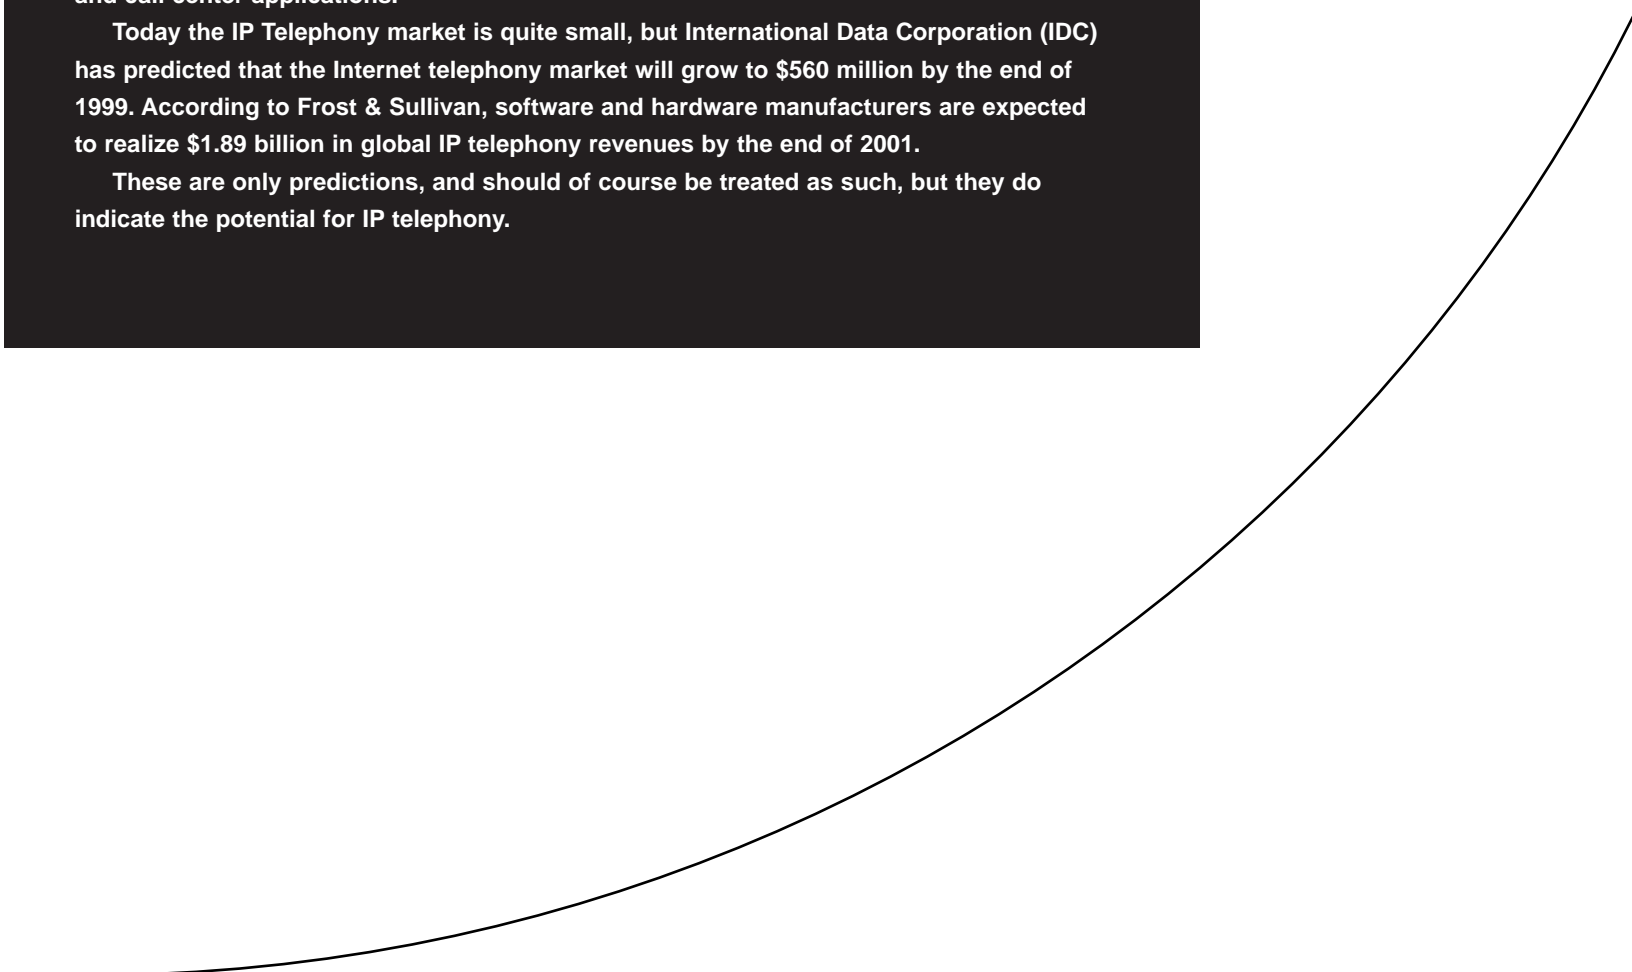 and call center applications.
Today the IP Telephony market is quite small, but International Data Corporation (IDC)
has predicted that the Internet telephony market will grow to $560 million by the end of
1999. According to Frost & Sullivan, software and hardware manufacturers are expected
to realize $1.89 billion in global IP telephony revenues by the end of 2001.
These are only predictions, and should of course be treated as such, but they do
indicate the potential for IP telephony.